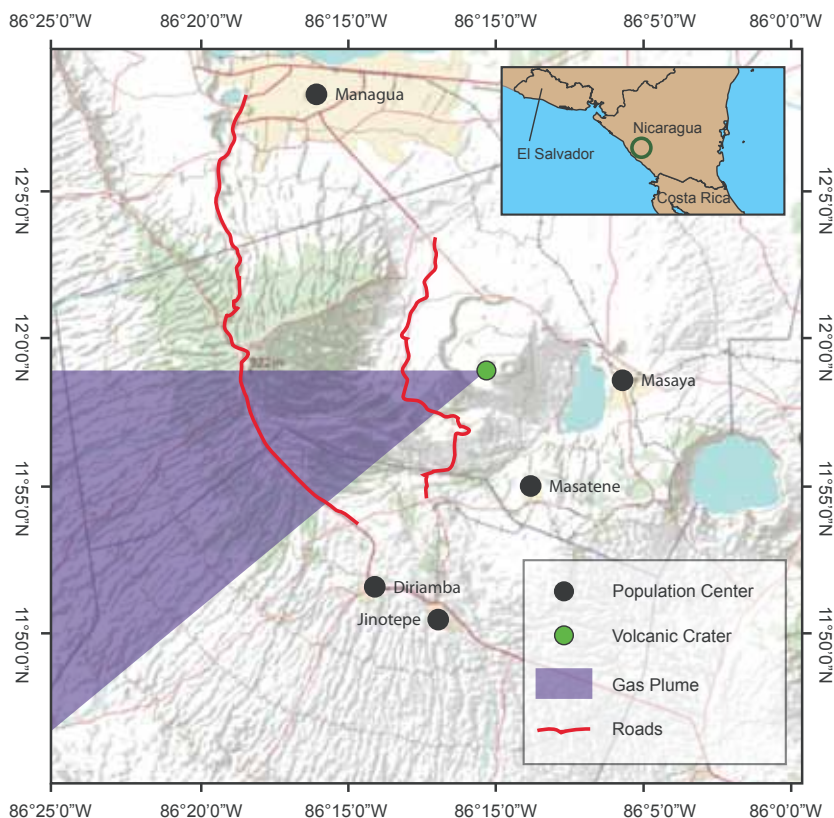 86°25'0"W 86°20'0"W 86°15'0"W 86°15'0"W 86°5'0"W 86°0'0"W
Managua
Nicaragua
El Salvador
Costa Rica
12°5'0"N 12°5'0"N
12°0'0"N 12°0'0"N
Masaya
11°55'0"N 11°55'0"N
Masatene
Diriamba
Jinotepe
11°50'0"N 11°50'0"N
Population Center
Volcanic Crater
Gas Plume
Roads
86°25'0"W 86°20'0"W 86°15'0"W 86°15'0"W 86°5'0"W 86°0'0"W